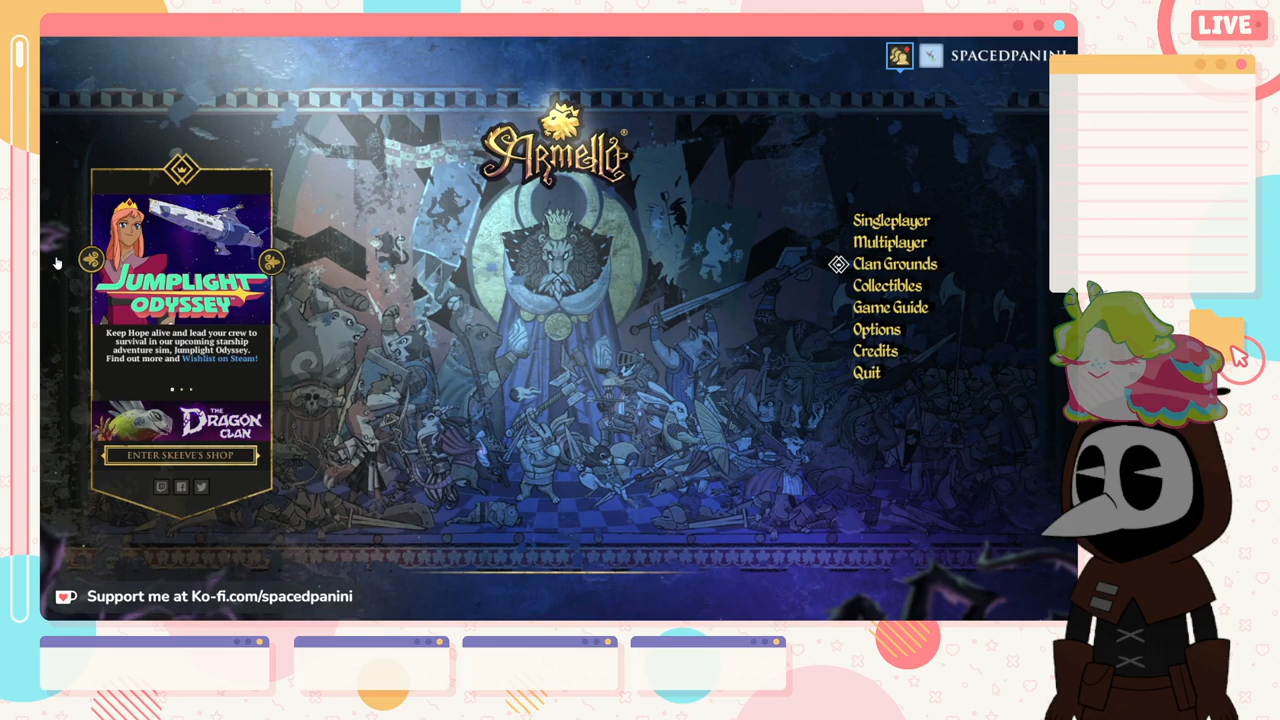 LIVE
SPACEDPANINI
Armello
JUMPLIGHT
ODYSSEY
Keep Hope alive and lead your crew to
survival in our upcoming starship
adventure sim, Jumplight Odyssey.
Find out more and Wishlist on Steam!
THE
DRAGON
CLAN
ENTER SKEEVE'S SHOP
Singleplayer
Multiplayer
Clan Grounds
Collectibles
Game Guide
Options
Credits
Quit
Support me at Ko-fi.com/spacedpanini